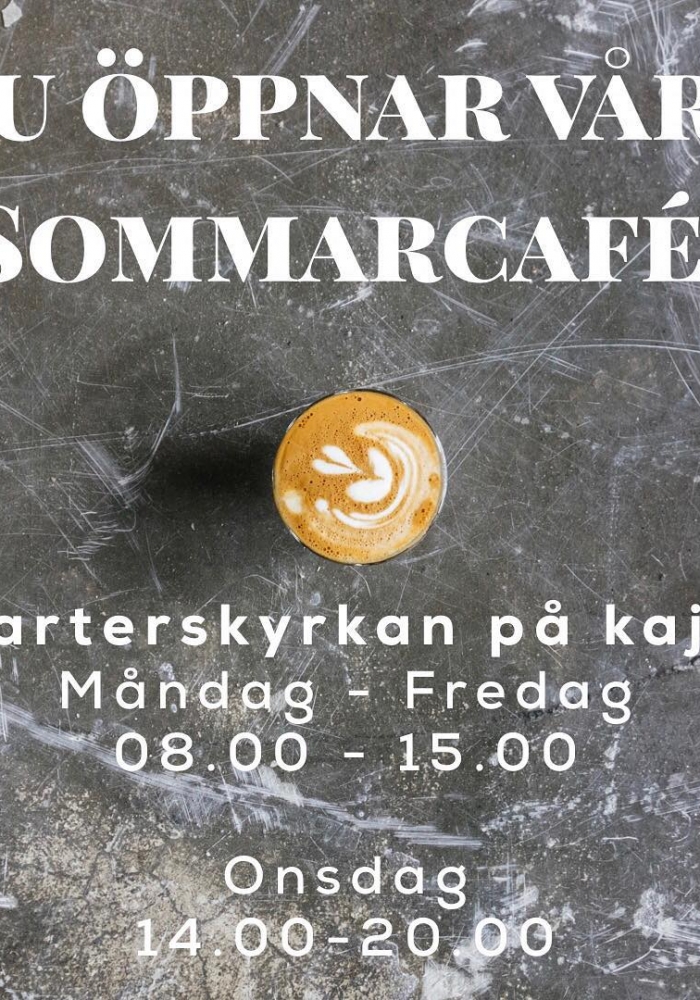 U ÖPPNAR VÅR
SOMMARCAFÉ
arterskyrkan på kaj
Måndag - Fredag
08.00 - 15.00
Onsdag
14.00-20.00